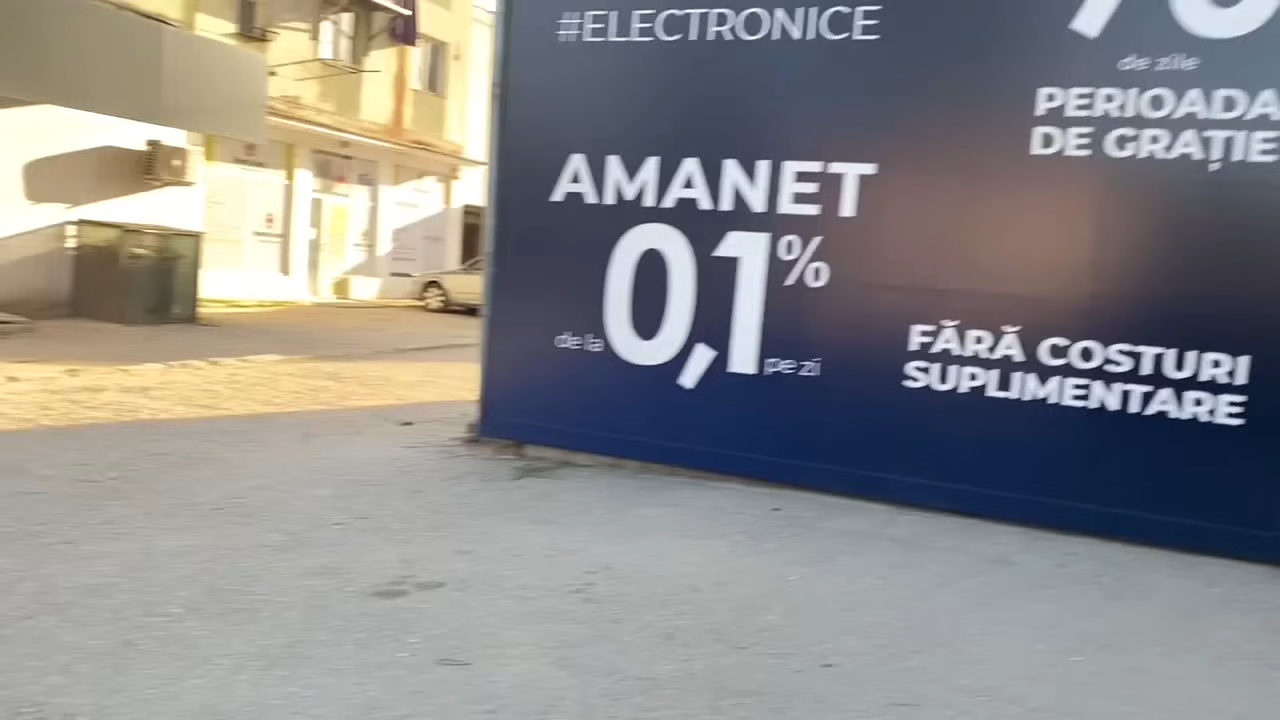 #ELECTRONICE
de zile
PERIOADA
DE GRAȚIE
AMANET
de la 0,1% pe zi
FĂRĂ COSTURI
SUPLIMENTARE